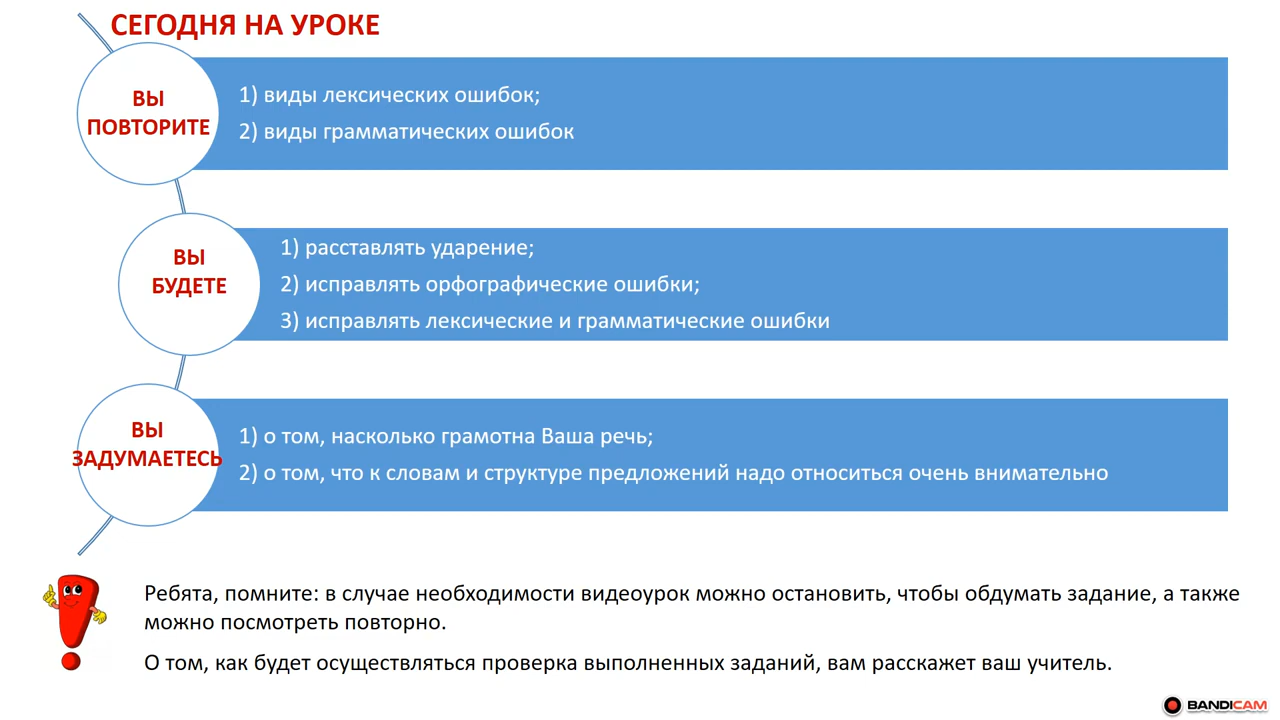 СЕГОДНЯ НА УРОКЕ
ВЫ
ПОВТОРИТЕ
1) виды лексических ошибок;
2) виды грамматических ошибок
ВЫ
БУДЕТЕ
1) расставлять ударение;
2) исправлять орфографические ошибки;
3) исправлять лексические и грамматические ошибки
ВЫ
ЗАДУМАЕТЕСЬ
1) о том, насколько грамотна Ваша речь;
2) о том, что к словам и структуре предложений надо относиться очень внимательно
Ребята, помните: в случае необходимости видеоурок можно остановить, чтобы обдумать задание, а также
можно посмотреть повторно.
О том, как будет осуществляться проверка выполненных заданий, вам расскажет ваш учитель.
BANDICAM